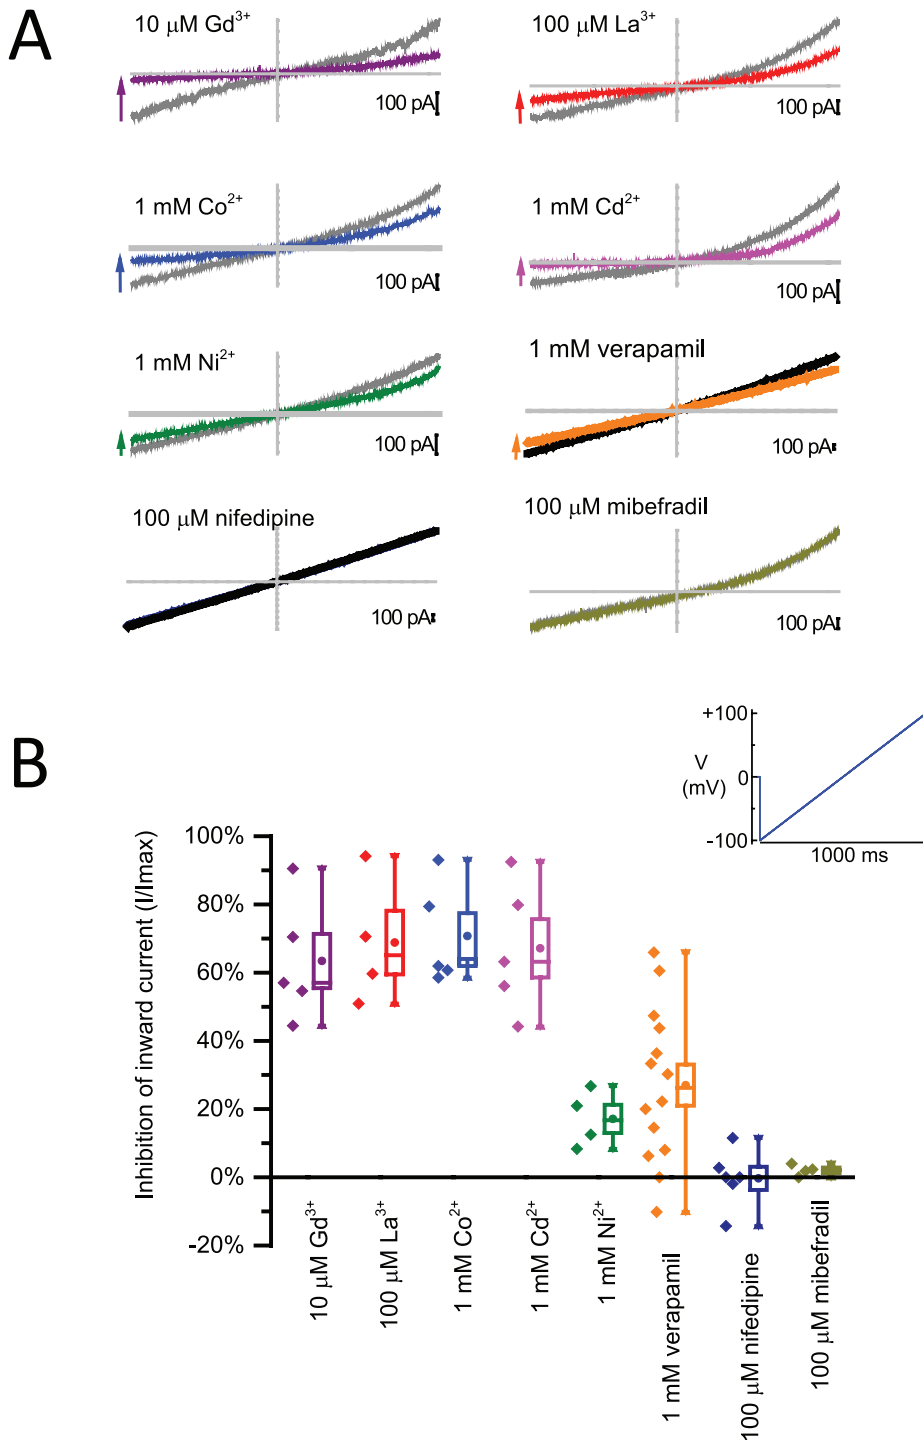 A
10 μM Gd³⁺
100 pA
100 μM La³⁺
100 pA
1 mM Co²⁺
100 pA
1 mM Cd²⁺
100 pA
1 mM Ni²⁺
100 pA
1 mM verapamil
100 pA
100 μM nifedipine
100 pA
100 μM mibefradil
100 pA
B
+100
V
(mV)
0
-100
1000 ms
Inhibition of inward current (I/Imax)
100%
80%
60%
40%
20%
0%
-20%
10 μM Gd³⁺
100 μM La³⁺
1 mM Co²⁺
1 mM Cd²⁺
1 mM Ni²⁺
1 mM verapamil
100 μM nifedipine
100 μM mibefradil